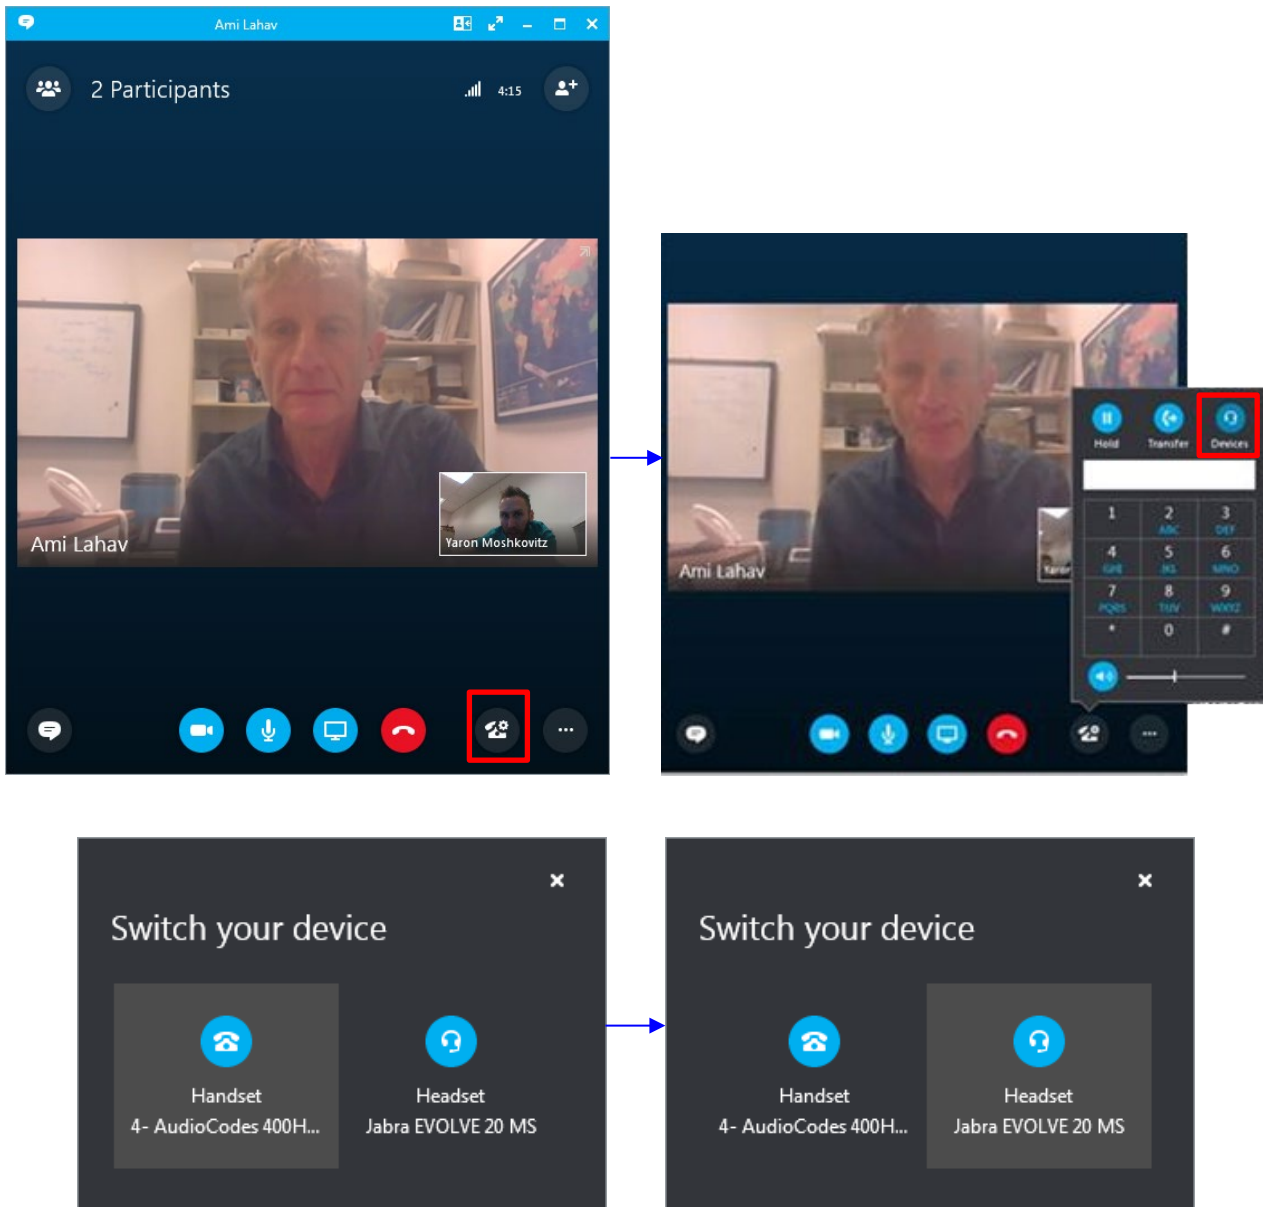 Ami Lahav
2 Participants
4:15
Ami Lahav
Yaron Moshkovitz
Hold Transfer Devices
1 2 3
ABC DEF
4 5 6
GHI JKL MNO
7 8 9
PQRS TUV WXYZ
* 0 #
Ami Lahav
Switch your device
Handset
4- AudioCodes 400H...
Headset
Jabra EVOLVE 20 MS
Switch your device
Handset
4- AudioCodes 400H...
Headset
Jabra EVOLVE 20 MS